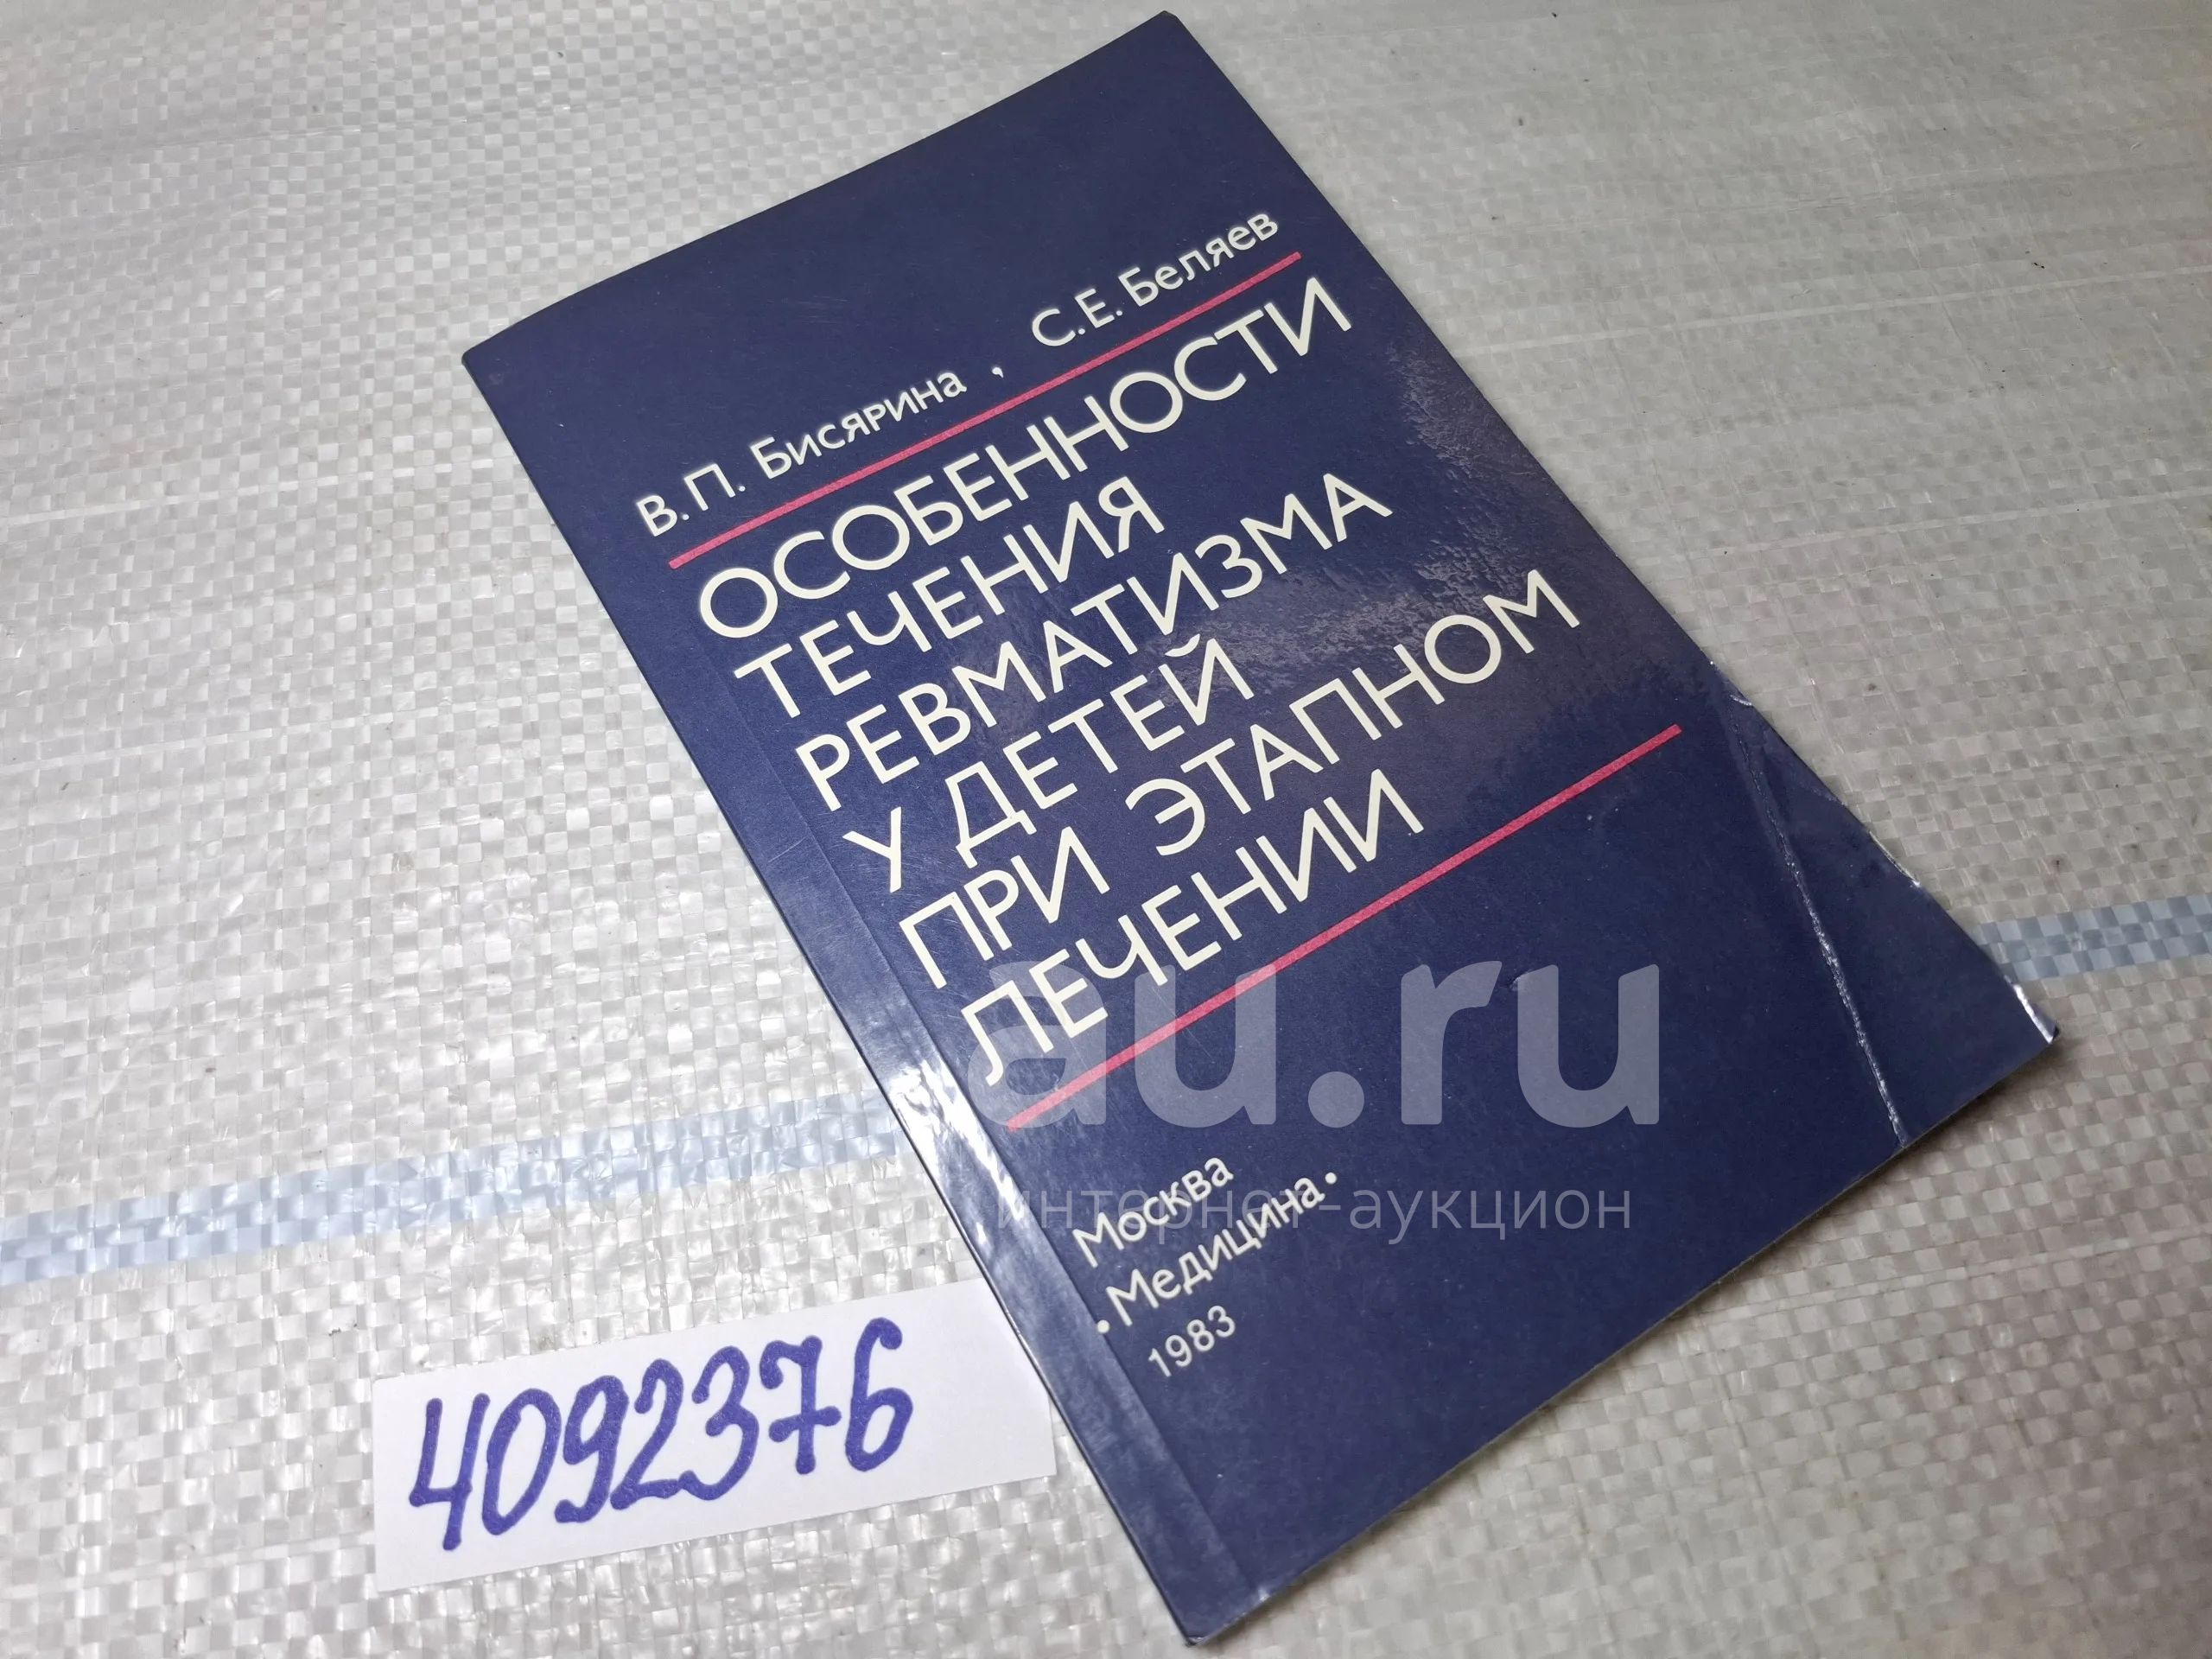 В.П. Бисярина , С.Е. Беляев
ОСОБЕННОСТИ
ТЕЧЕНИЯ
РЕВМАТИЗМА
У ДЕТЕЙ
ПРИ ЭТАПНОМ
ЛЕЧЕНИИ
au.ru
интернет-аукцион
Москва
•Медицина•
1983
4092376